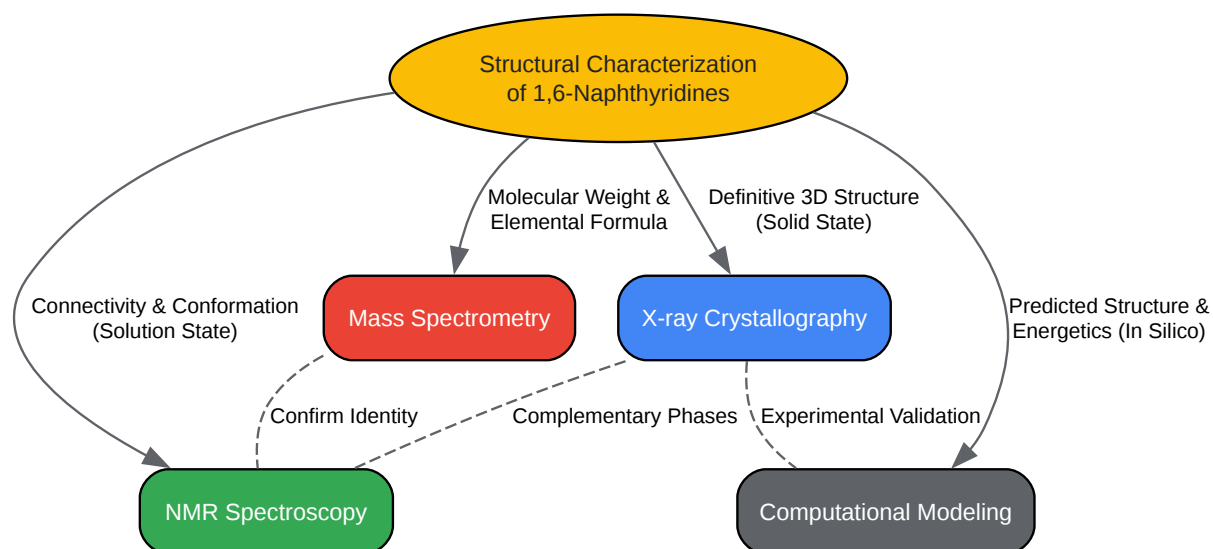 Structural Characterization
of 1,6-Naphthyridines
Molecular Weight &
Elemental Formula
Definitive 3D Structure
(Solid State)
Connectivity & Conformation
(Solution State)
Mass Spectrometry
X-ray Crystallography
Predicted Structure &
Energetics (In Silico)
Confirm Identity
Complementary Phases
Experimental Validation
NMR Spectroscopy
Computational Modeling